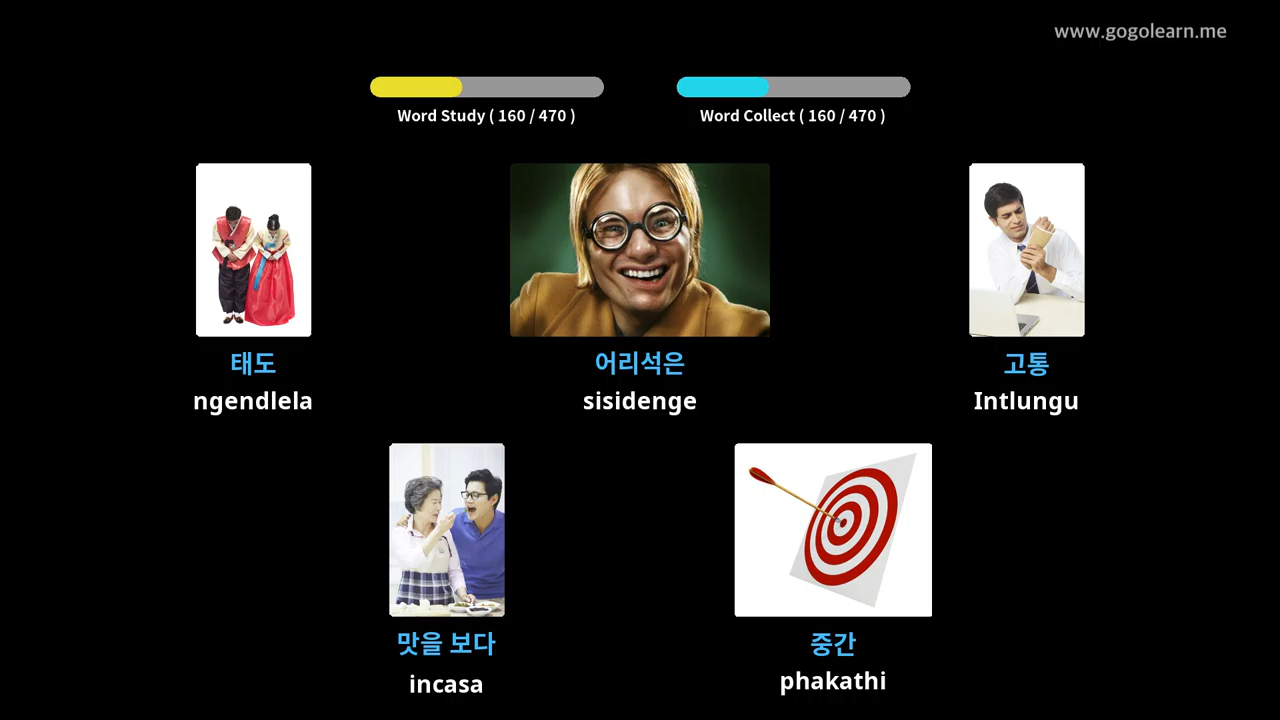 www.gogolearn.me
Word Study ( 160 / 470 )
Word Collect ( 160 / 470 )
태도
ngendlela
어리석은
sisidenge
고통
Intlungu
맛을 보다
incasa
중간
phakathi